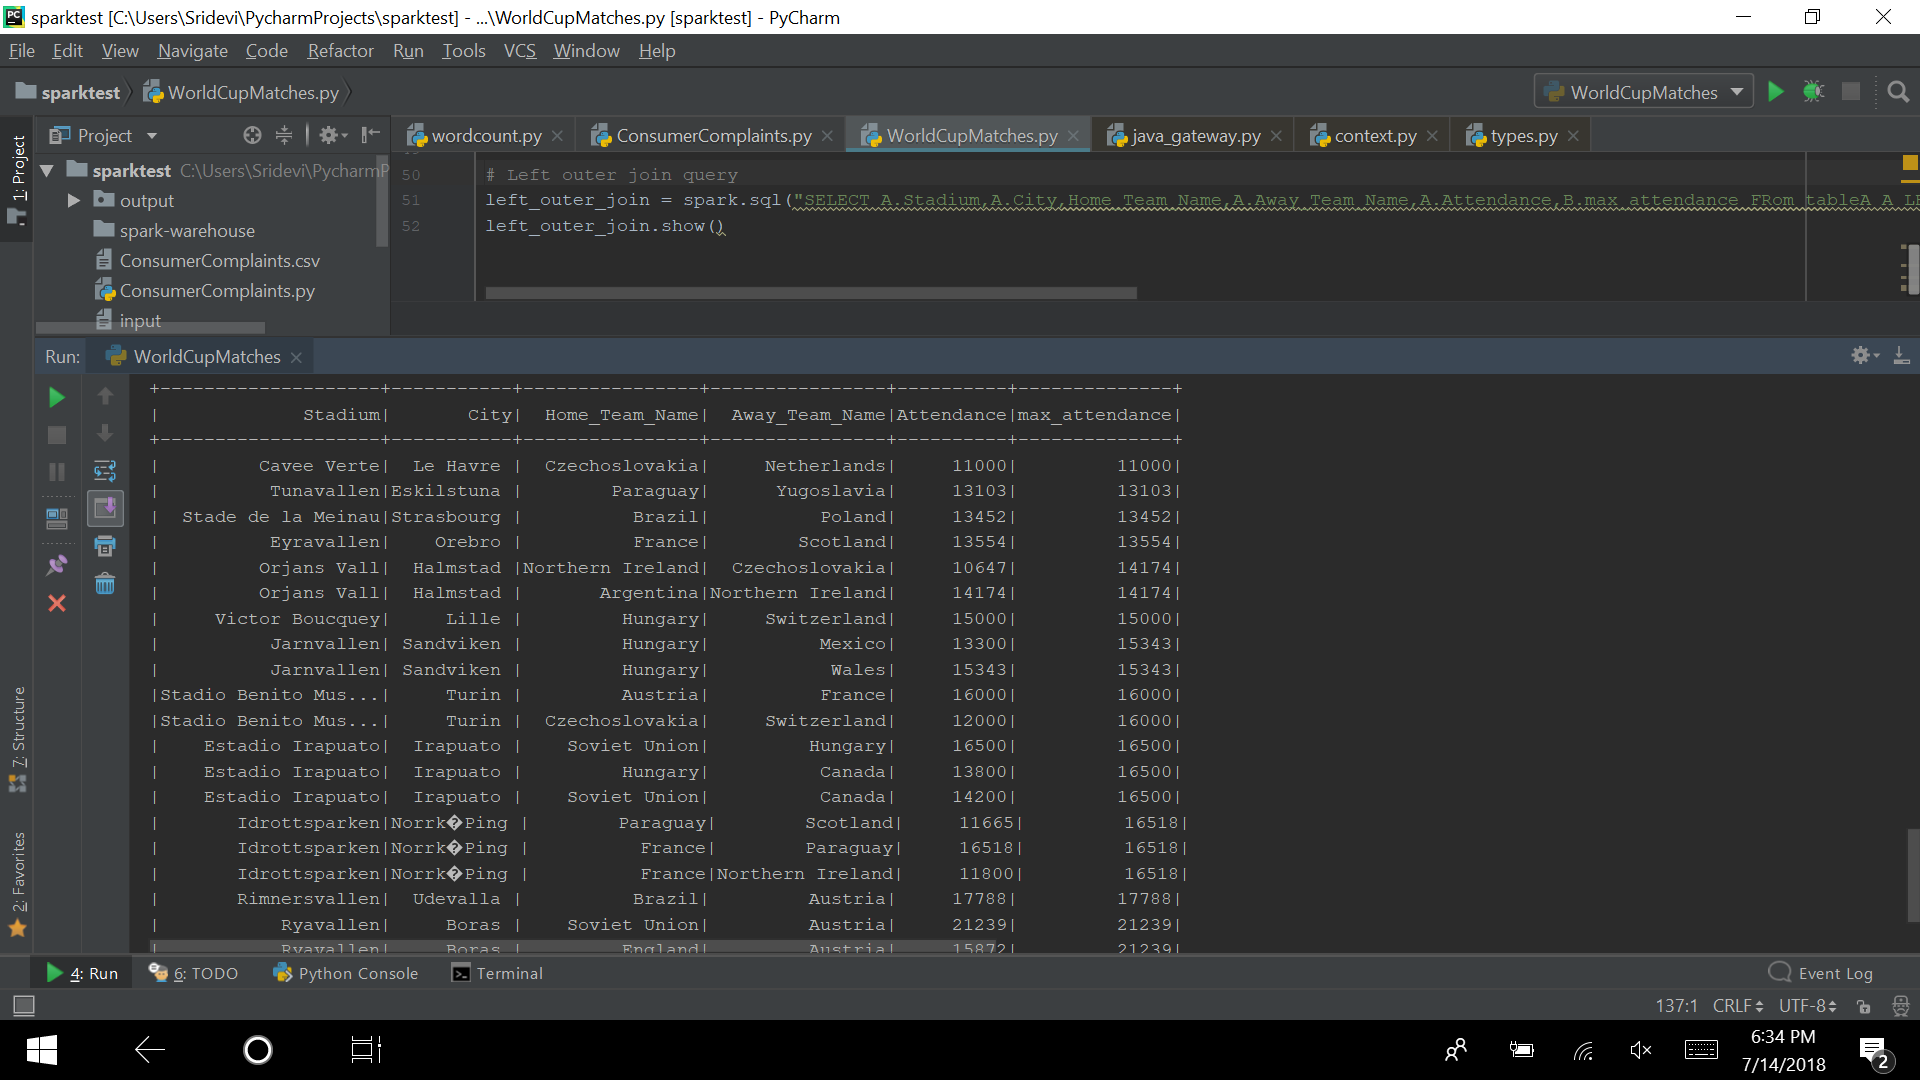 sparktest [C:\Users\Sridevi\PycharmProjects\sparktest] - ...\WorldCupMatches.py [sparktest] - PyCharm
File Edit View Navigate Code Refactor Run Tools VCS Window Help
sparktest WorldCupMatches.py WorldCupMatches
Project wordcount.py ConsumerComplaints.py WorldCupMatches.py java_gateway.py context.py types.py
1: Project
sparktest C:\Users\Sridevi\PycharmP
output
spark-warehouse
ConsumerComplaints.csv
ConsumerComplaints.py
input
50 # Left outer join query
51 left_outer_join = spark.sql("SELECT A.Stadium,A.City,Home_Team_Name,A.Away_Team_Name,A.Attendance,B.max_attendance FRom tableA A LE
52 left_outer_join.show()
Run: WorldCupMatches
+--------------------+-----------+----------------+----------------+----------+--------------+
| Stadium| City| Home_Team_Name| Away_Team_Name|Attendance|max_attendance|
+--------------------+-----------+----------------+----------------+----------+--------------+
| Cavee Verte| Le Havre | Czechoslovakia| Netherlands| 11000| 11000|
| Tunavallen|Eskilstuna | Paraguay| Yugoslavia| 13103| 13103|
| Stade de la Meinau|Strasbourg | Brazil| Poland| 13452| 13452|
| Eyravallen| Orebro | France| Scotland| 13554| 13554|
| Orjans Vall| Halmstad |Northern Ireland| Czechoslovakia| 10647| 14174|
| Orjans Vall| Halmstad | Argentina|Northern Ireland| 14174| 14174|
| Victor Boucquey| Lille | Hungary| Switzerland| 15000| 15000|
| Jarnvallen| Sandviken | Hungary| Mexico| 13300| 15343|
| Jarnvallen| Sandviken | Hungary| Wales| 15343| 15343|
|Stadio Benito Mus...| Turin | Austria| France| 16000| 16000|
|Stadio Benito Mus...| Turin | Czechoslovakia| Switzerland| 12000| 16000|
| Estadio Irapuato| Irapuato | Soviet Union| Hungary| 16500| 16500|
| Estadio Irapuato| Irapuato | Hungary| Canada| 13800| 16500|
| Estadio Irapuato| Irapuato | Soviet Union| Canada| 14200| 16500|
| Idrottsparken|Norrk�Ping | Paraguay| Scotland| 11665| 16518|
| Idrottsparken|Norrk�Ping | France| Paraguay| 16518| 16518|
| Idrottsparken|Norrk�Ping | France|Northern Ireland| 11800| 16518|
| Rimnersvallen| Udevalla | Brazil| Austria| 17788| 17788|
| Ryavallen| Boras | Soviet Union| Austria| 21239| 21239|
| Ryavallen| Boras | England| Austria| 15872| 21239|
7: Structure
2: Favorites
4: Run 6: TODO Python Console Terminal Event Log
137:1 CRLF UTF-8
6:34 PM
7/14/2018
2